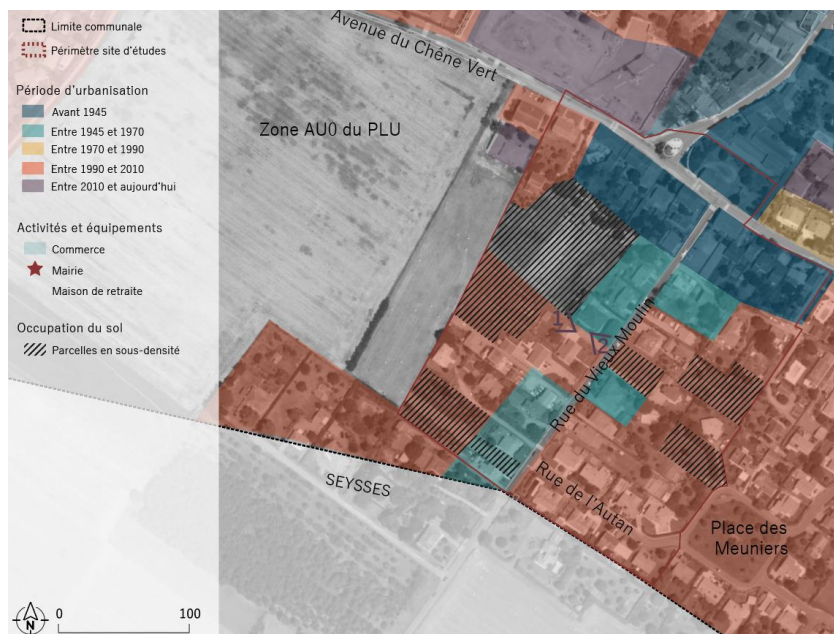 Limite communale
Périmètre site d'études
Période d'urbanisation
Avant 1945
Entre 1945 et 1970
Entre 1970 et 1990
Entre 1990 et 2010
Entre 2010 et aujourd'hui
Activités et équipements
Commerce
Mairie
Maison de retraite
Occupation du sol
Parcelles en sous-densité
N
0 100
Avenue du Chêne Vert
Zone AU0 du PLU
1
2
Rue du Vieux Moulin
Rue de l'Autan
SEYSSES
Place des
Meuniers